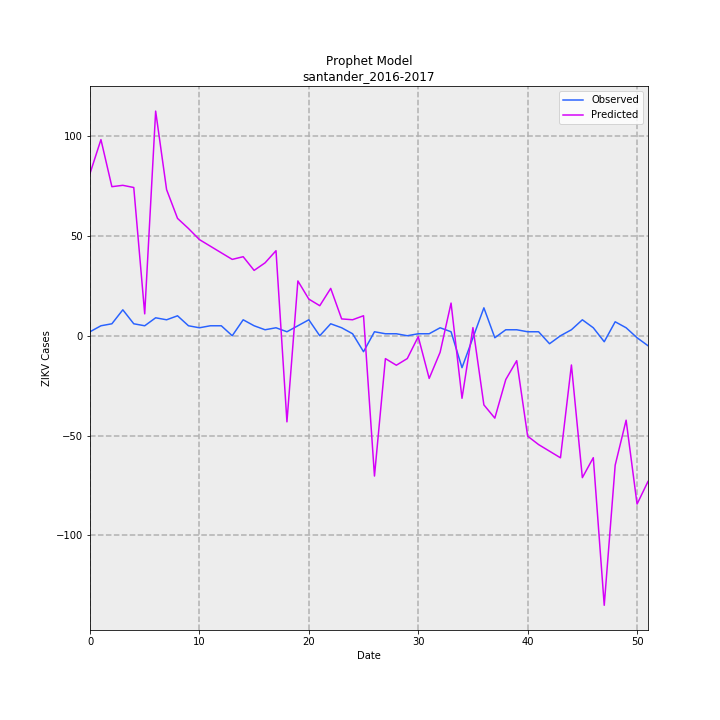 Prophet Model
santander_2016-2017
Observed
Predicted
100
50
0
−50
−100
ZIKV Cases
0 10 20 30 40 50
Date